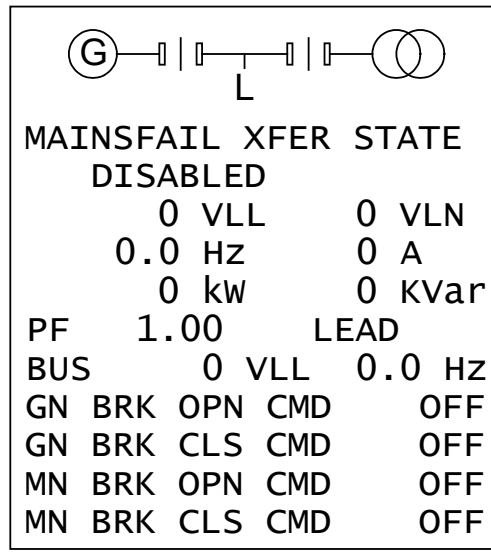 G
L
MAINSFAIL XFER STATE
DISABLED
0 VLL 0 VLN
0.0 Hz 0 A
0 kW 0 KVar
PF 1.00 LEAD
BUS 0 VLL 0.0 Hz
GN BRK OPN CMD OFF
GN BRK CLS CMD OFF
MN BRK OPN CMD OFF
MN BRK CLS CMD OFF